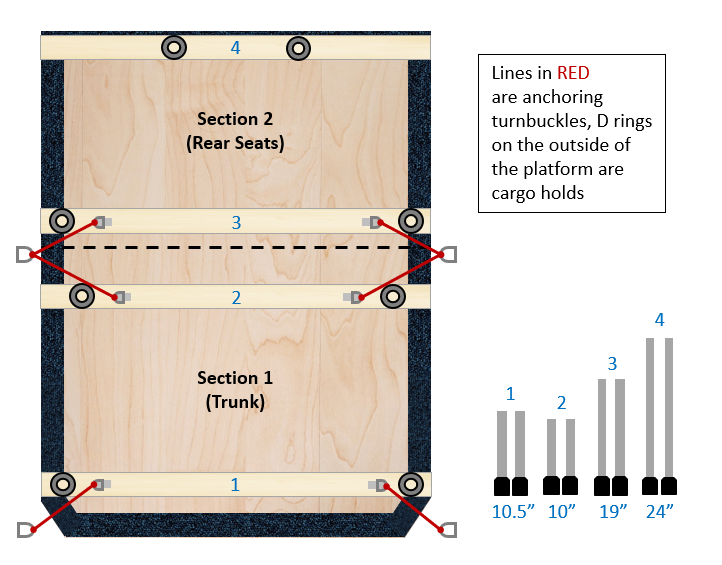 4
Section 2
(Rear Seats)
3
2
Section 1
(Trunk)
1
Lines in RED
are anchoring
turnbuckles, D rings
on the outside of
the platform are
cargo holds
1
2
3
4
10.5”
10”
19”
24”